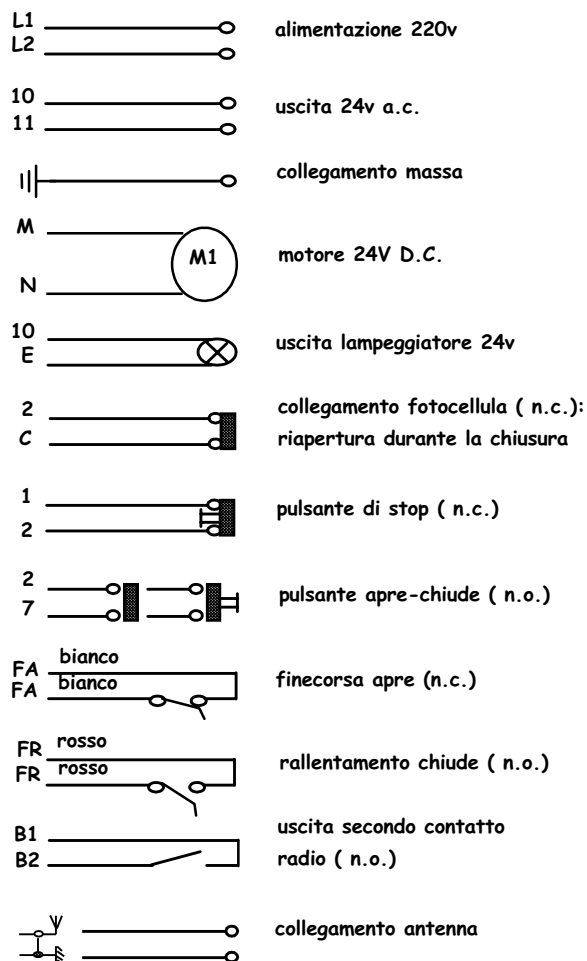 L1
L2
alimentazione 220v
10
11
uscita 24v a.c.
collegamento massa
M
N
M1
motore 24V D.C.
10
E
uscita lampeggiatore 24v
2
C
collegamento fotocellula ( n.c.):
riapertura durante la chiusura
1
2
pulsante di stop ( n.c.)
2
7
pulsante apre-chiude ( n.o.)
FA bianco
FA bianco
finecorsa apre (n.c.)
FR rosso
FR rosso
rallentamento chiude ( n.o.)
B1
B2
uscita secondo contatto
radio ( n.o.)
collegamento antenna